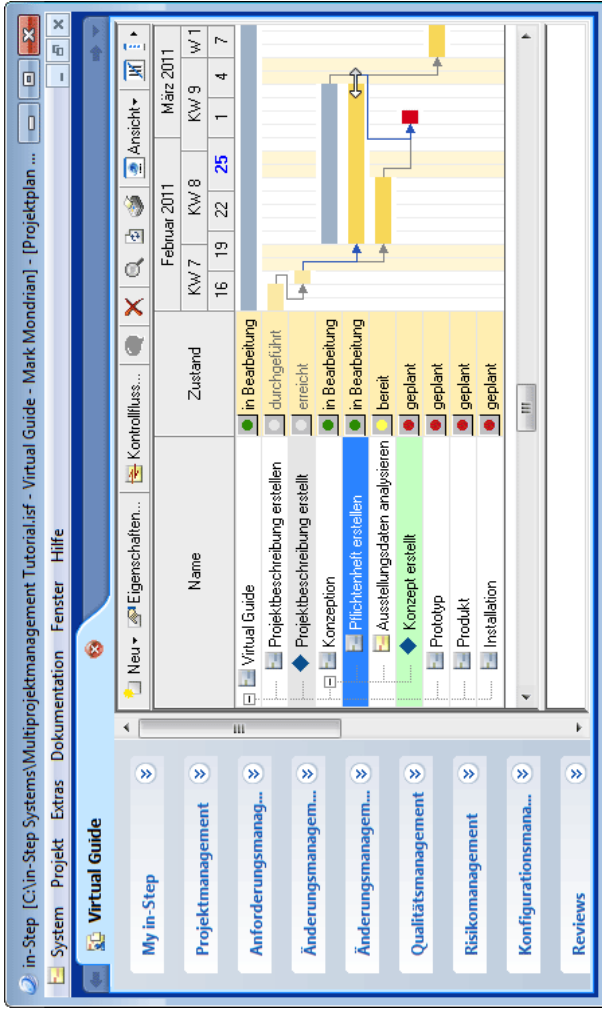 in-Step [C:\in-Step Systems\Multiprojektmanagement Tutorial.isf - Virtual Guide - Mark Mondrian] - [Projektplan ...
System Projekt Extras Dokumentation Fenster Hilfe
Virtual Guide
My in-Step
Projektmanagement
Anforderungsmanag...
Änderungsmanagem...
Änderungsmanagem...
Qualitätsmanagement
Risikomanagement
Konfigurationsmana...
Reviews
Neu Eigenschaften... Kontrollfluss... Ansicht
Name Zustand Februar 2011 März 2011
KW 7 KW 8 KW 9 W 1
16 19 22 25 1 4 7
Virtual Guide in Bearbeitung
Projektbeschreibung erstellen durchgeführt
Projektbeschreibung erstellt erreicht
Konzeption in Bearbeitung
Pflichtenheft erstellen in Bearbeitung
Ausstellungsdaten analysieren bereit
Konzept erstellt geplant
Prototyp geplant
Produkt geplant
Installation geplant